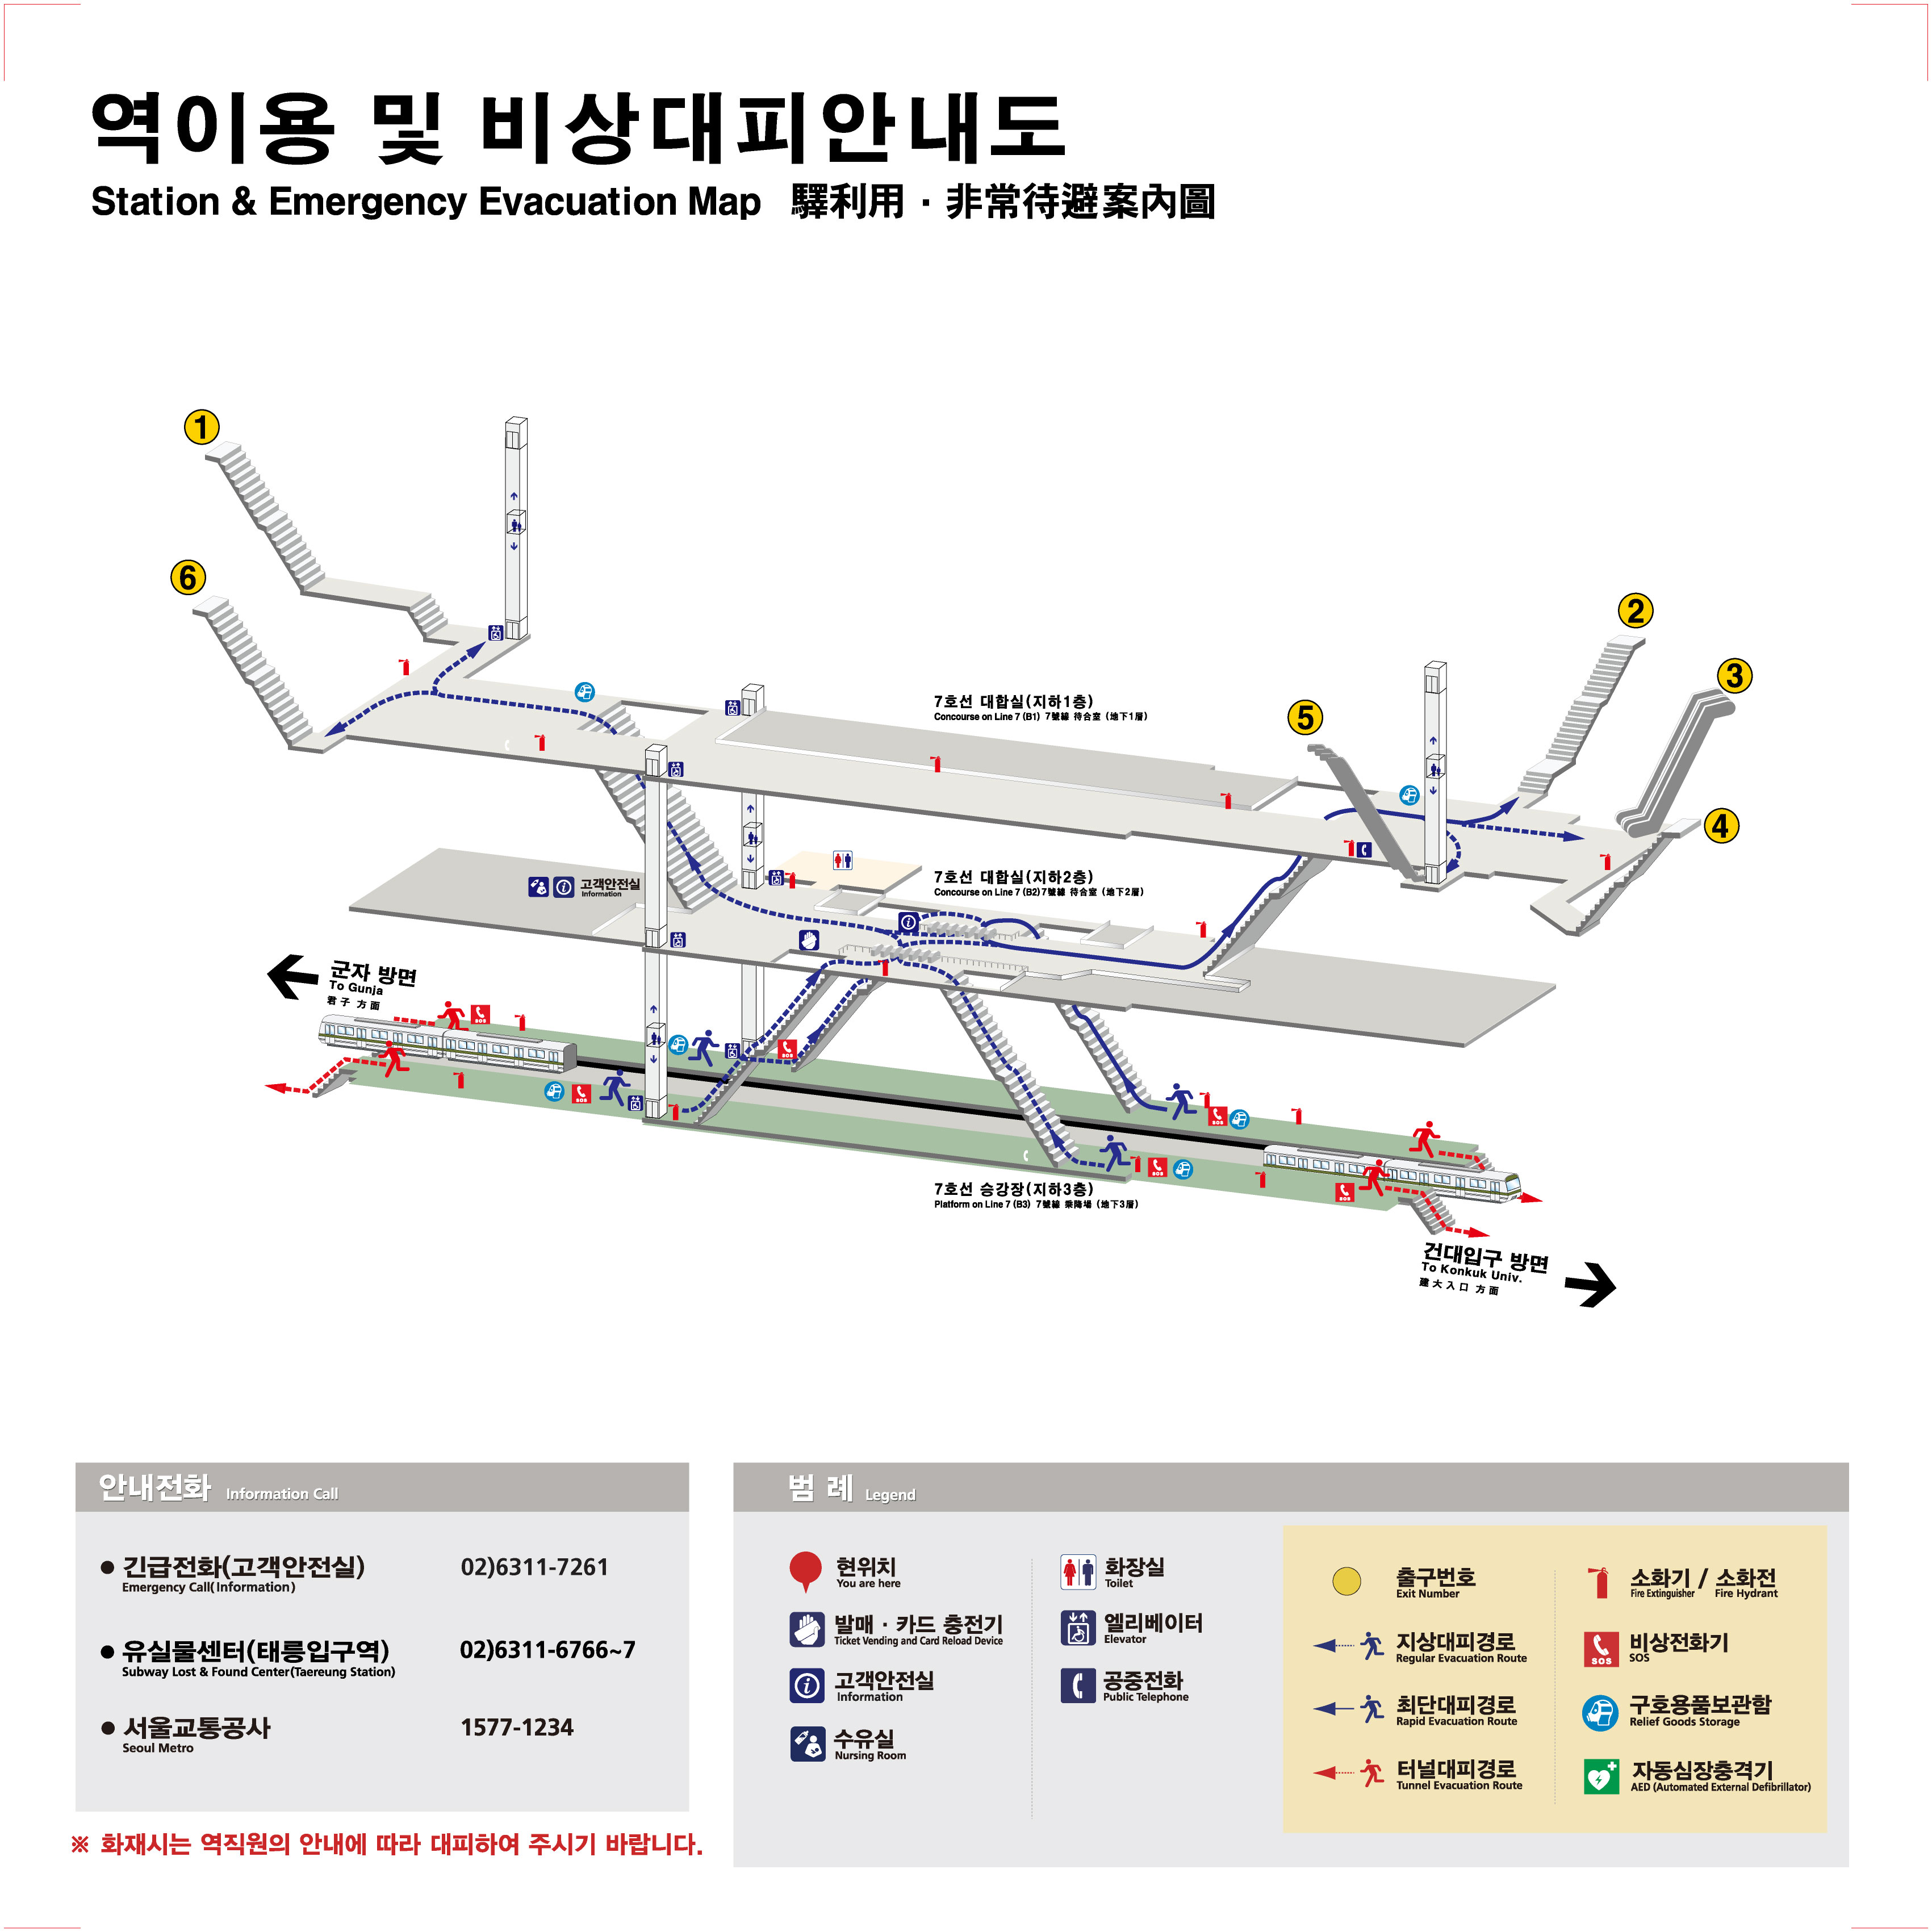 역이용 및 비상대피안내도
Station & Emergency Evacuation Map 驛利用 · 非常待避案內圖
1
6
2
3
5
4
7호선 대합실(지하1층)
Concourse on Line 7 (B1) 7號線 待合室 (地下1層)
고객안전실
Information
7호선 대합실(지하2층)
Concourse on Line 7 (B2) 7號線 待合室 (地下2層)
군자 방면
To Gunja
君子 方面
SOS
SOS
SOS
SOS
SOS
SOS
7호선 승강장(지하3층)
Platform on Line 7 (B3) 7號線 乘降場 (地下3層)
건대입구 방면
To Konkuk Univ.
建大入口 方面
안내전화 Information Call
● 긴급전화(고객안전실) 02)6311-7261
Emergency Call(Information)
● 유실물센터(태릉입구역) 02)6311-6766~7
Subway Lost & Found Center(Taereung Station)
● 서울교통공사 1577-1234
Seoul Metro
※ 화재시는 역직원의 안내에 따라 대피하여 주시기 바랍니다.
범 례 Legend
현위치
You are here
발매 · 카드 충전기
Ticket Vending and Card Reload Device
고객안전실
Information
수유실
Nursing Room
화장실
Toilet
엘리베이터
Elevator
공중전화
Public Telephone
출구번호
Exit Number
지상대피경로
Regular Evacuation Route
최단대피경로
Rapid Evacuation Route
터널대피경로
Tunnel Evacuation Route
소화기 / 소화전
Fire Extinguisher Fire Hydrant
SOS
비상전화기
SOS
구호용품보관함
Relief Goods Storage
자동심장충격기
AED (Automated External Defibrillator)